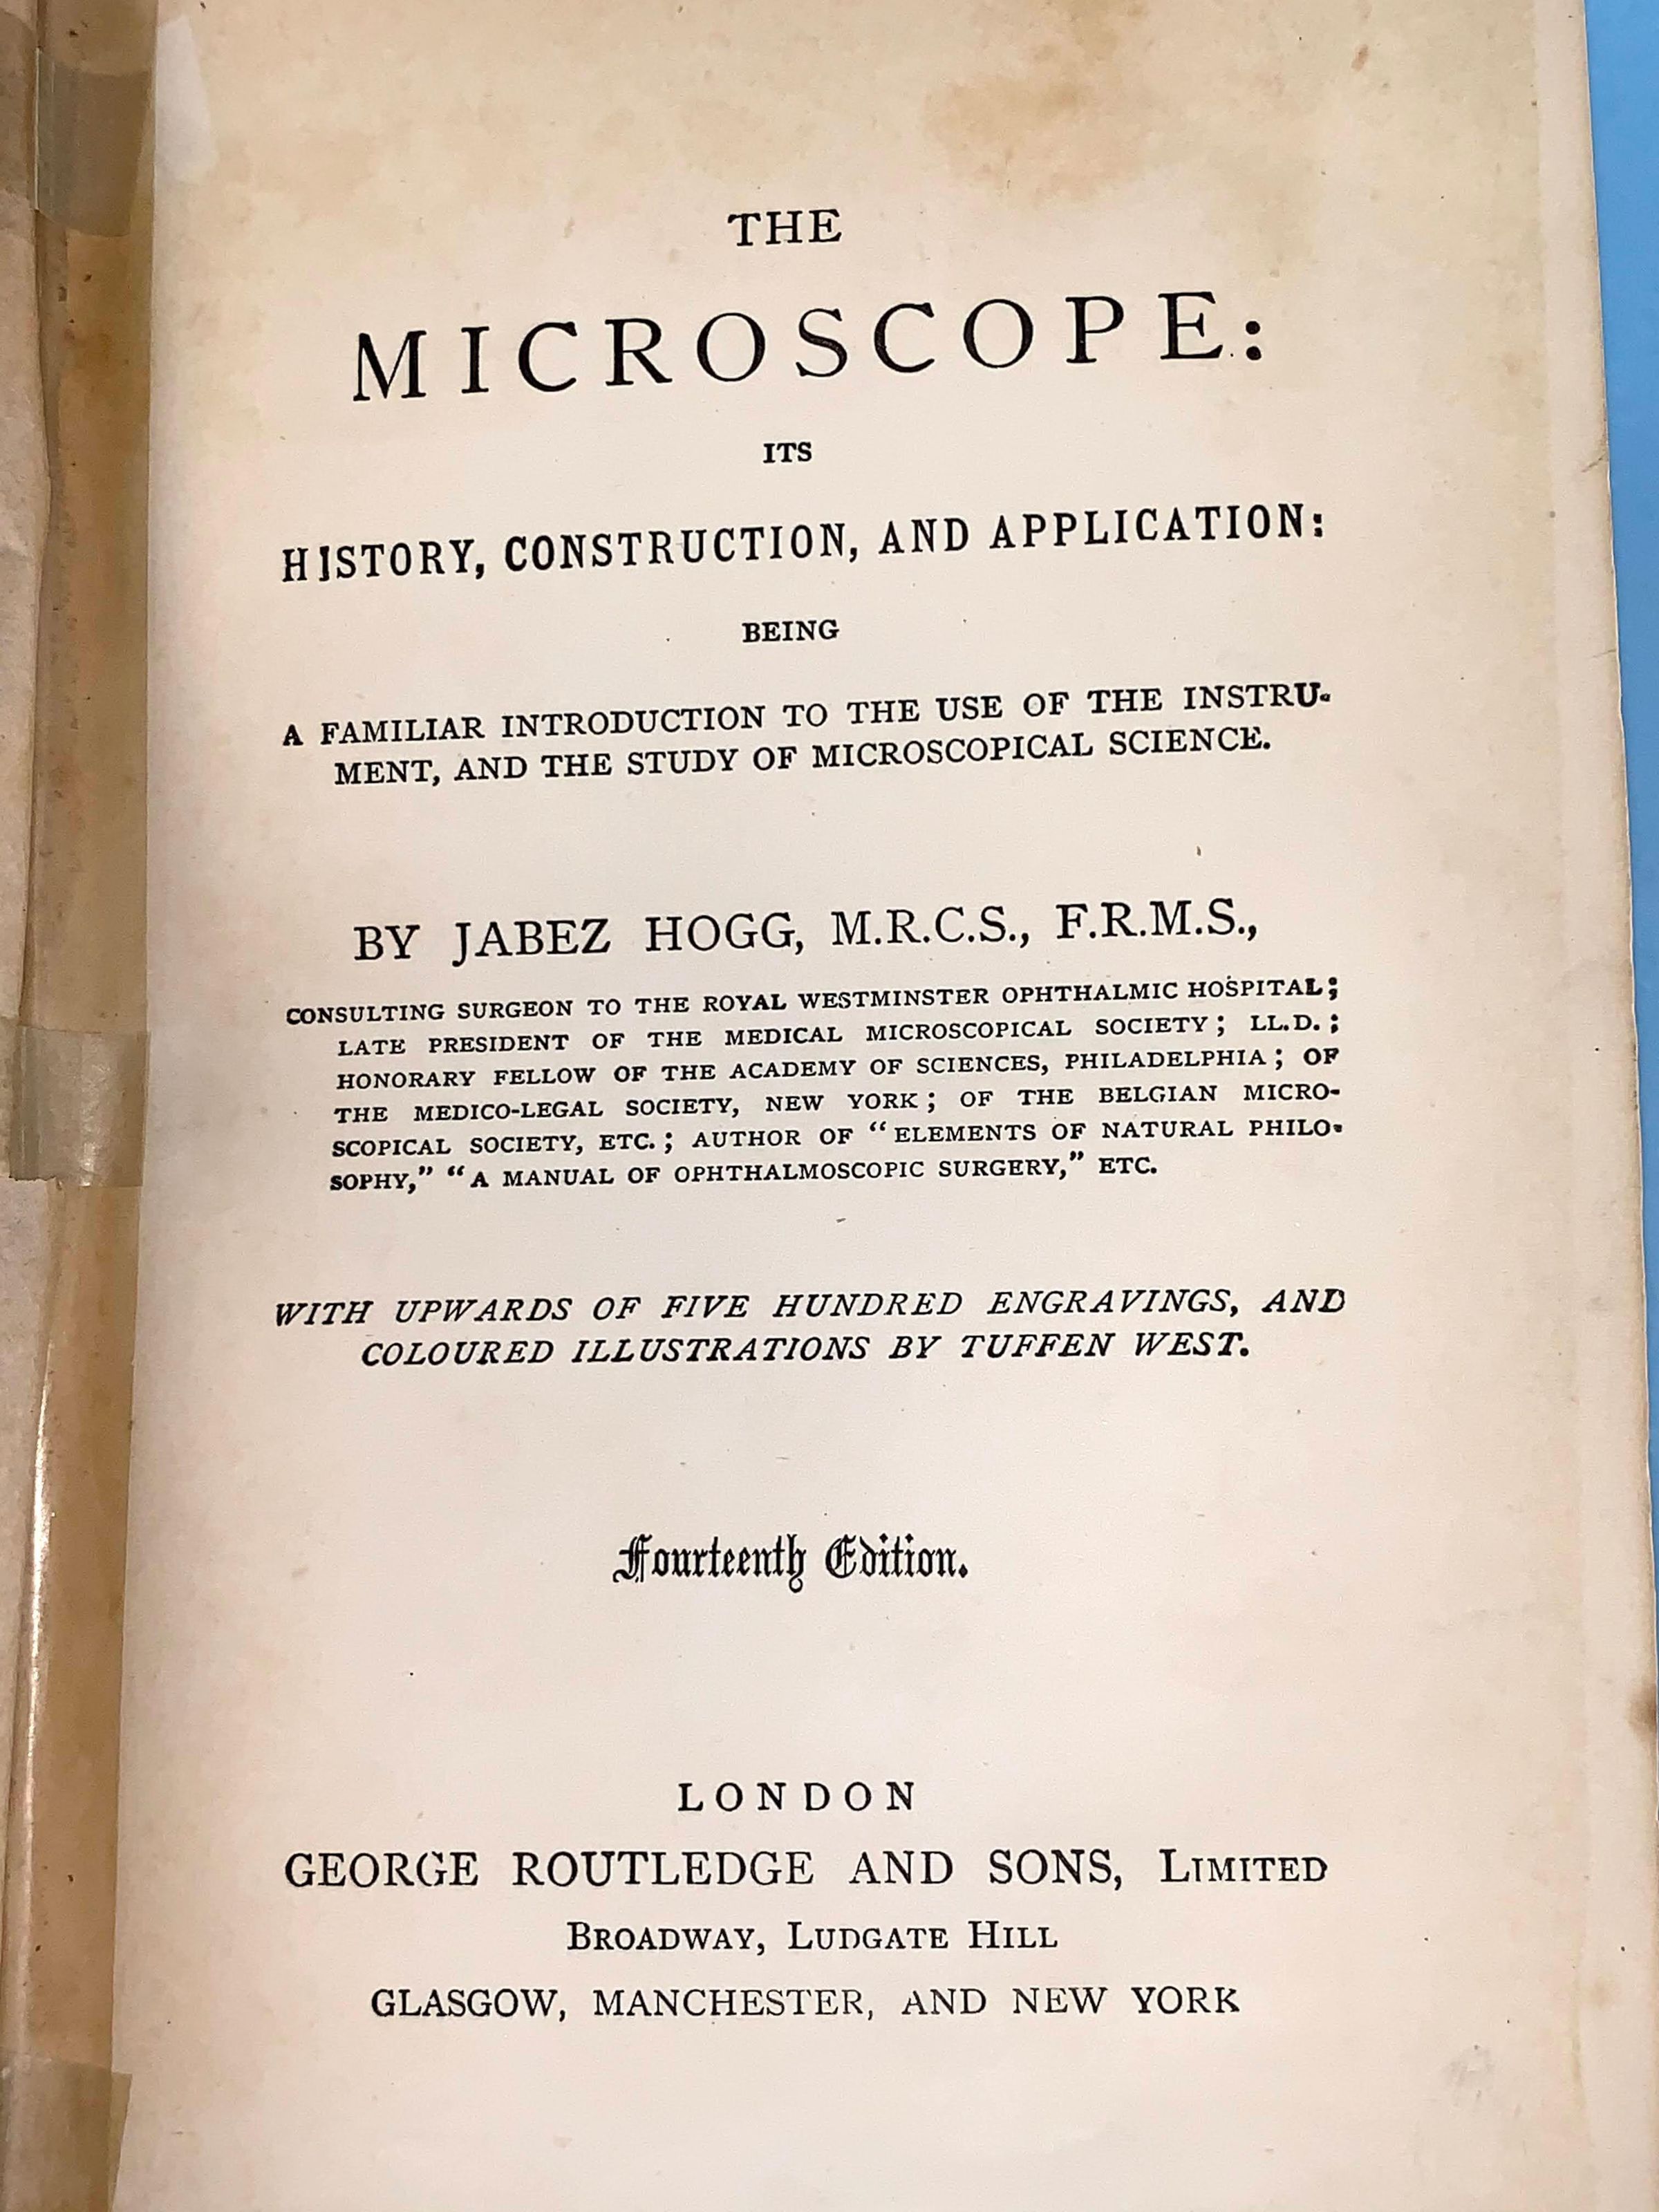 THE
MICROSCOPE:
ITS
HISTORY, CONSTRUCTION, AND APPLICATION:
BEING
A FAMILIAR INTRODUCTION TO THE USE OF THE INSTRU-
MENT, AND THE STUDY OF MICROSCOPICAL SCIENCE.
BY JABEZ HOGG, M.R.C.S., F.R.M.S.,
CONSULTING SURGEON TO THE ROYAL WESTMINSTER OPHTHALMIC HOSPITAL;
LATE PRESIDENT OF THE MEDICAL MICROSCOPICAL SOCIETY; LL.D.;
HONORARY FELLOW OF THE ACADEMY OF SCIENCES, PHILADELPHIA; OF
THE MEDICO-LEGAL SOCIETY, NEW YORK; OF THE BELGIAN MICRO-
SCOPICAL SOCIETY, ETC.; AUTHOR OF “ELEMENTS OF NATURAL PHILO-
SOPHY,” “A MANUAL OF OPHTHALMOSCOPIC SURGERY,” ETC.
WITH UPWARDS OF FIVE HUNDRED ENGRAVINGS, AND
COLOURED ILLUSTRATIONS BY TUFFEN WEST.
Fourteenth Edition.
LONDON
GEORGE ROUTLEDGE AND SONS, LIMITED
BROADWAY, LUDGATE HILL
GLASGOW, MANCHESTER, AND NEW YORK